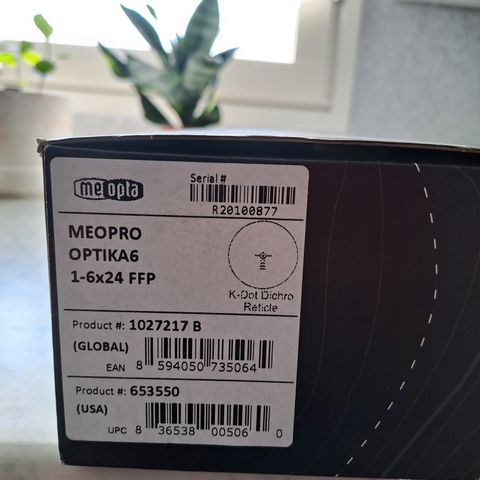 meopta
Serial #
R20100877
MEOPRO
OPTIKA6
1-6x24 FFP
K-Dot Dichro
Reticle
Product #: 1027217 B
(GLOBAL)
EAN 8 594050 735064
Product #: 653550
(USA)
UPC 8 36538 00506 0